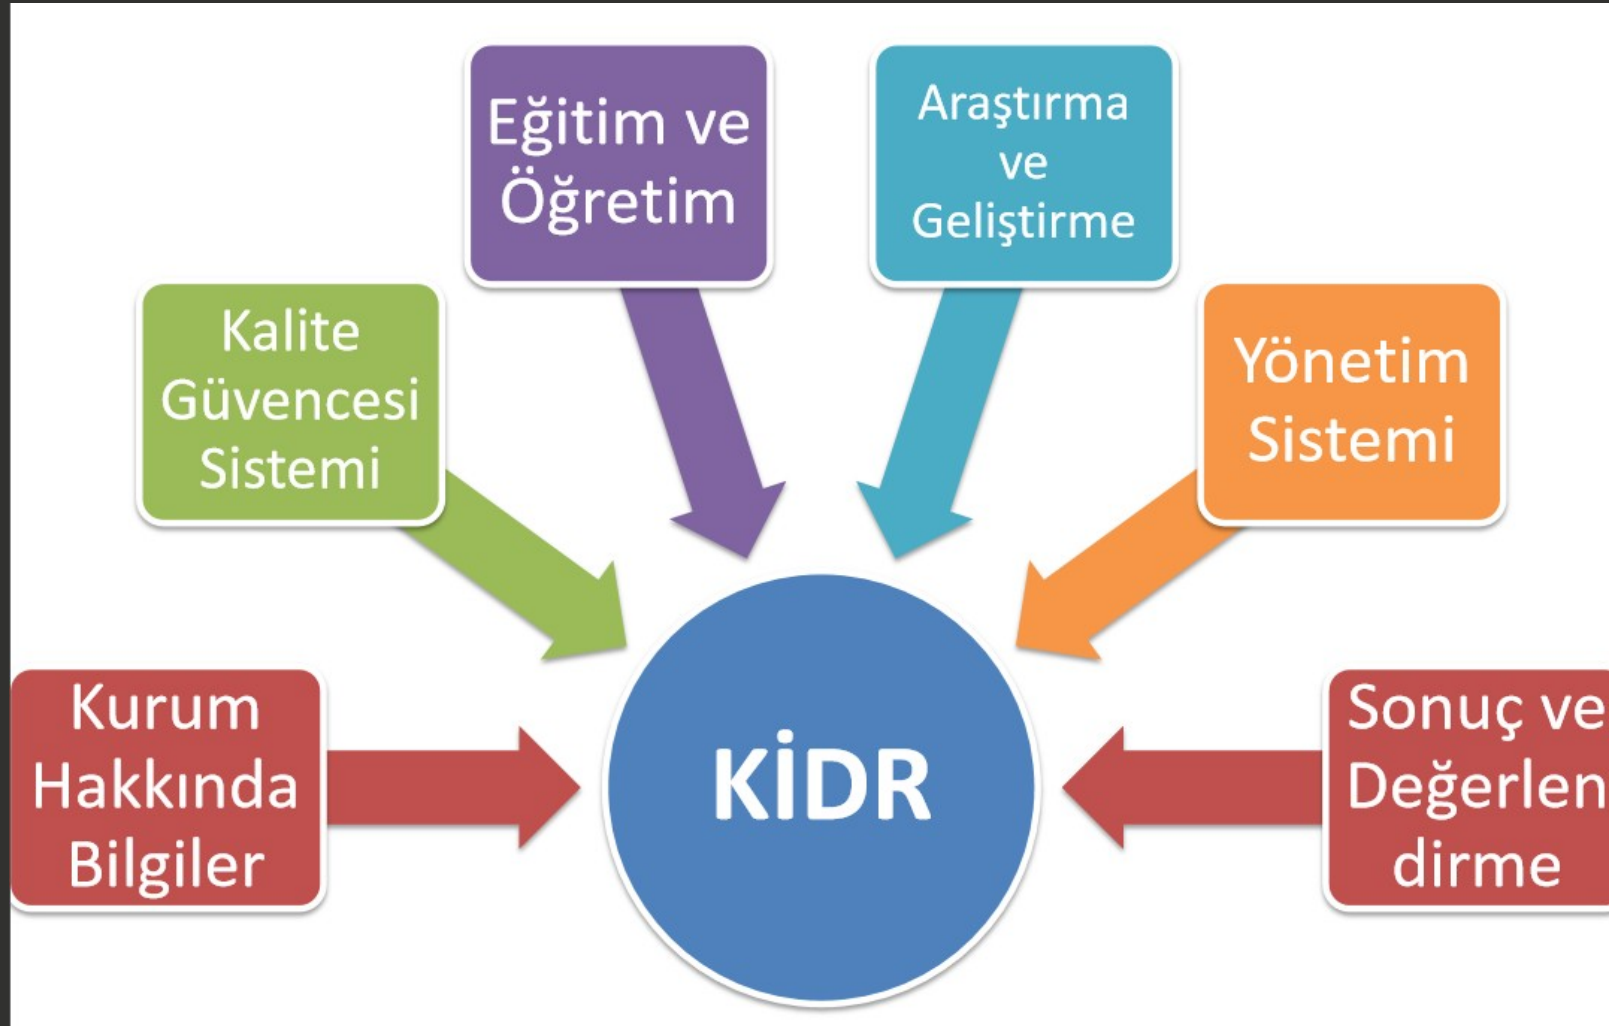 Eğitim ve
Öğretim
Araştırma
ve
Geliştirme
Kalite
Güvencesi
Sistemi
Yönetim
Sistemi
Kurum
Hakkında
Bilgiler
KİDR
Sonuç ve
Değerlen
dirme